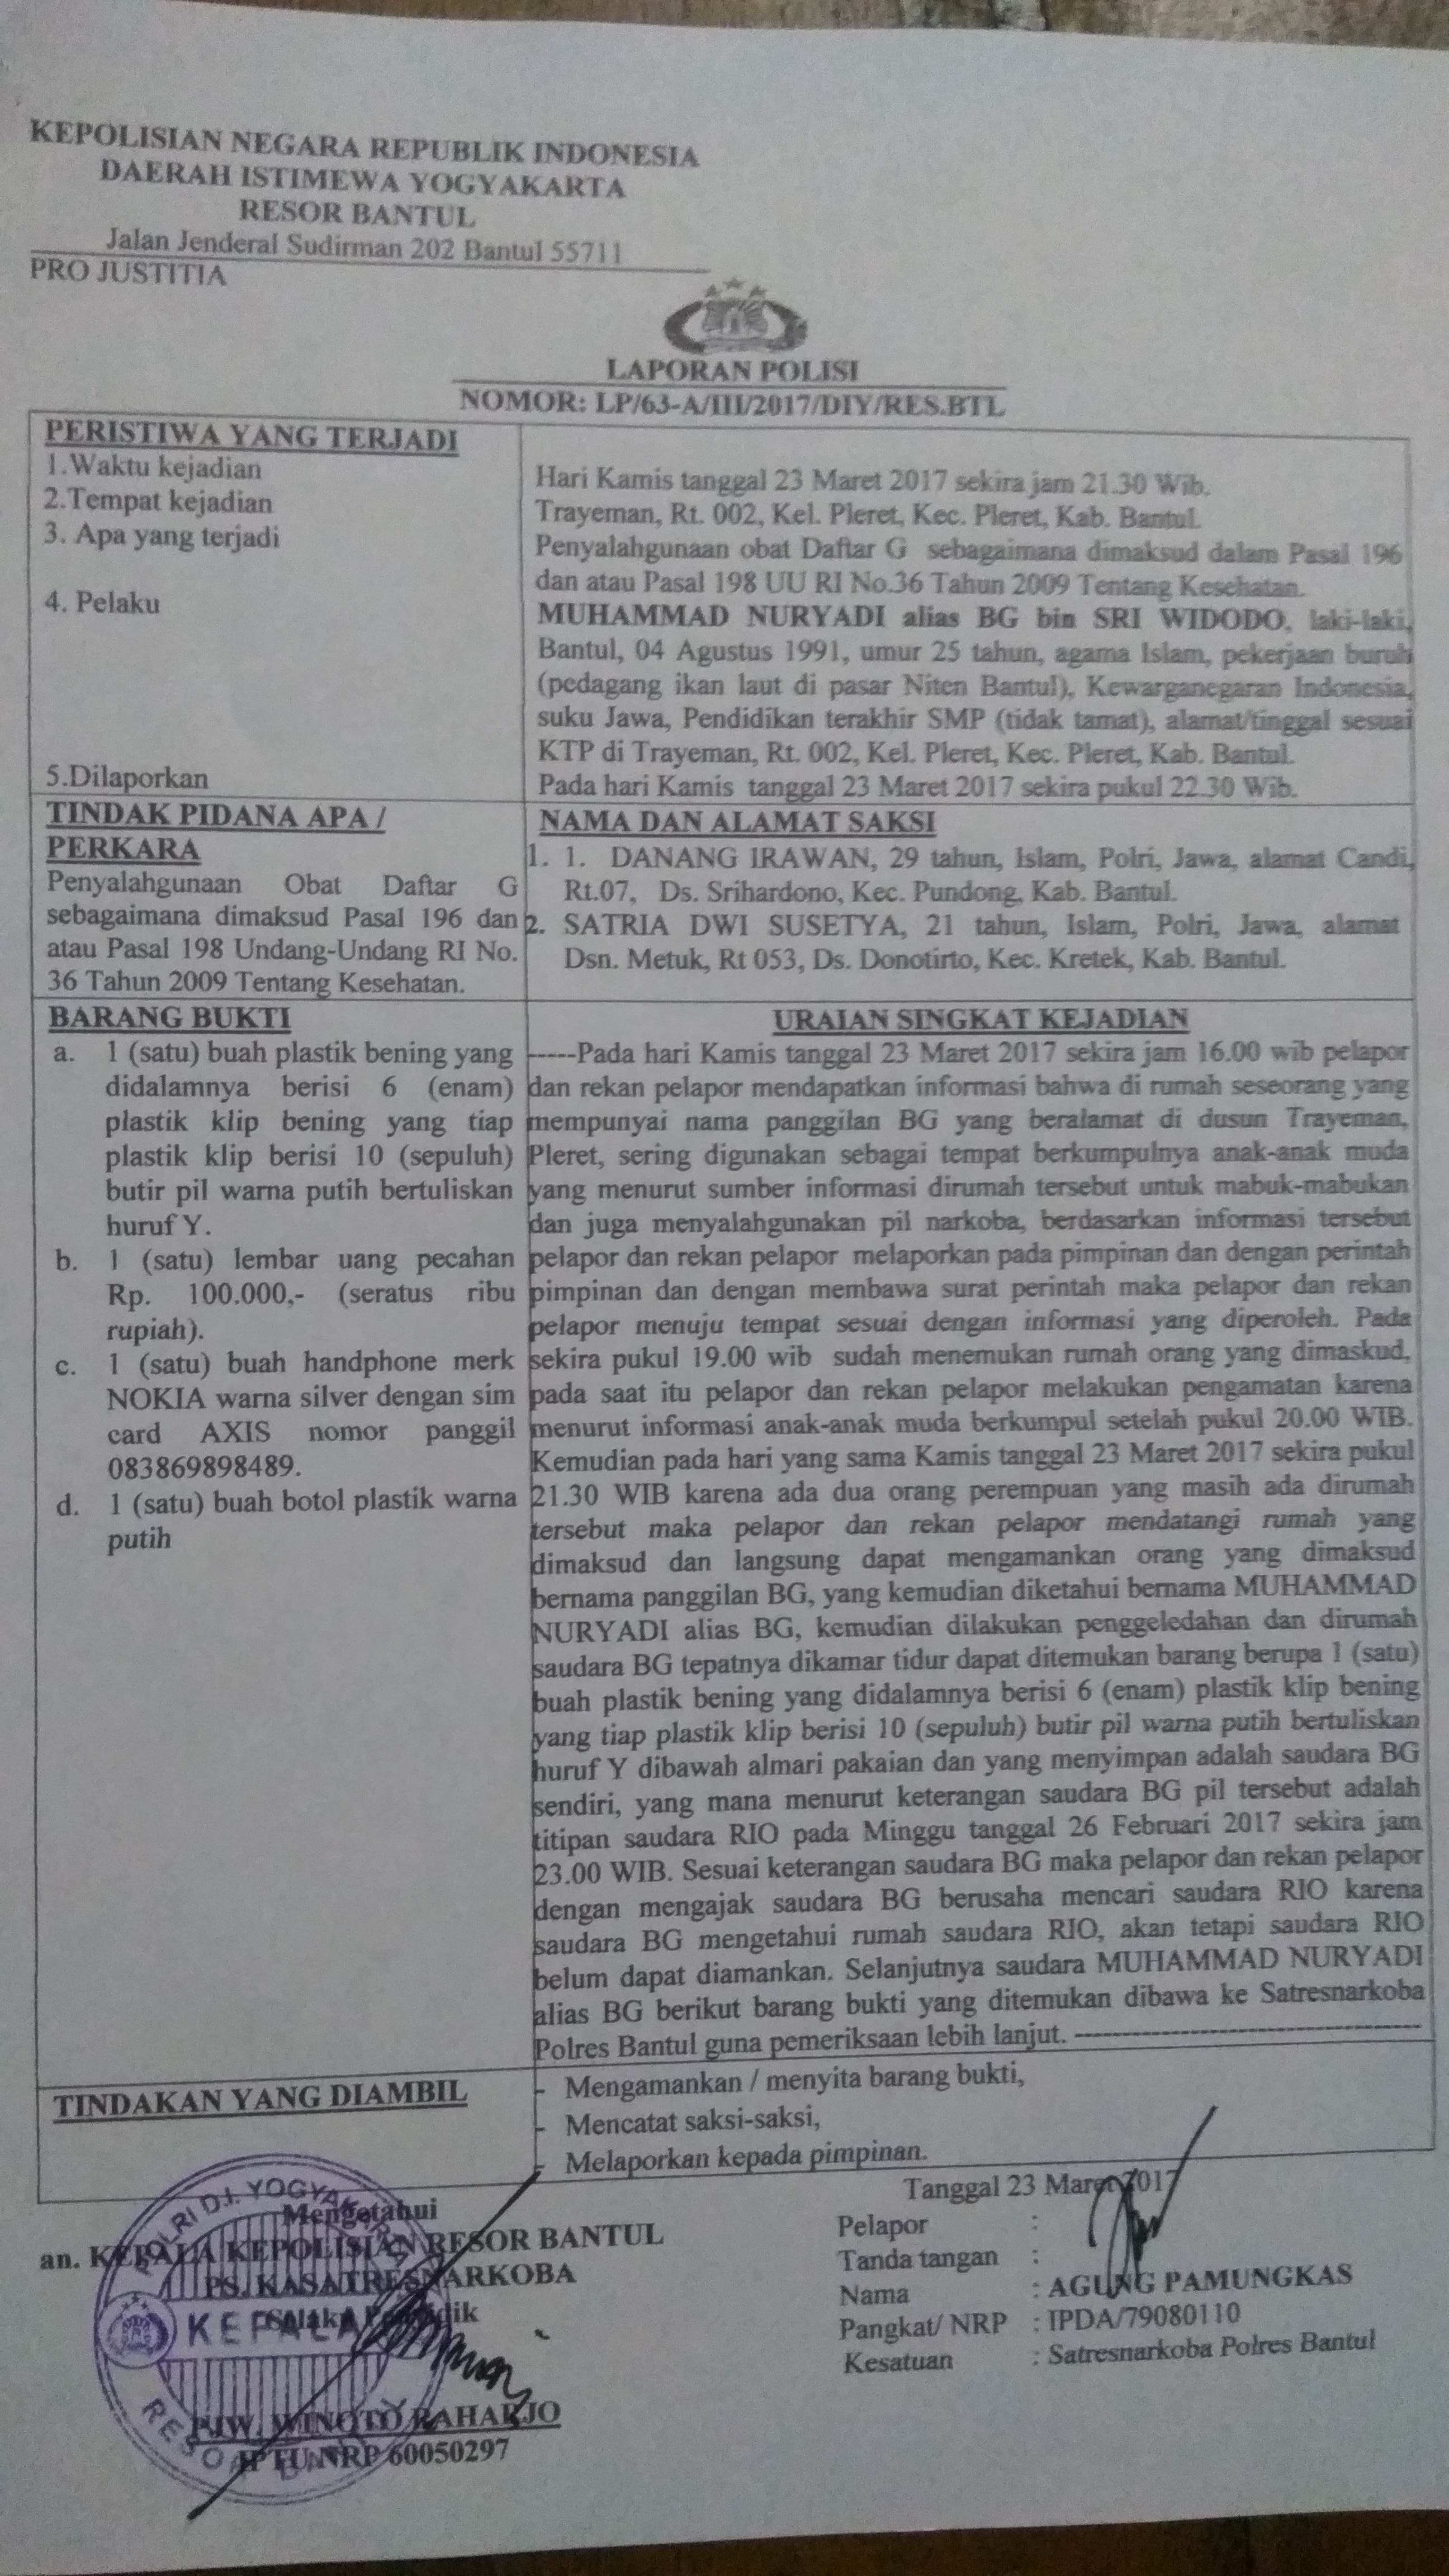 KEPOLISIAN NEGARA REPUBLIK INDONESIA
DAERAH ISTIMEWA YOGYAKARTA
RESOR BANTUL
Jalan Jenderal Sudirman 202 Bantul 55711
PRO JUSTITIA
LAPORAN POLISI
NOMOR: LP/63-A/III/2017/DIY/RES.BTL
PERISTIWA YANG TERJADI
1.Waktu kejadian
Hari Kamis tanggal 23 Maret 2017 sekira jam 21.30 Wib.
2.Tempat kejadian
Trayeman, Rt. 002, Kel. Pleret, Kec. Pleret, Kab. Bantul.
3. Apa yang terjadi
Penyalahgunaan obat Daftar G sebagaimana dimaksud dalam Pasal 196
dan atau Pasal 198 UU RI No.36 Tahun 2009 Tentang Kesehatan.
4. Pelaku
MUHAMMAD NURYADI alias BG bin SRI WIDODO, laki-laki,
Bantul, 04 Agustus 1991, umur 25 tahun, agama Islam, pekerjaan buruh
(pedagang ikan laut di pasar Niten Bantul), Kewarganegaran Indonesia,
suku Jawa, Pendidikan terakhir SMP (tidak tamat), alamat/tinggal sesuai
KTP di Trayeman, Rt. 002, Kel. Pleret, Kec. Pleret, Kab. Bantul.
5.Dilaporkan
Pada hari Kamis tanggal 23 Maret 2017 sekira pukul 22.30 Wib.
TINDAK PIDANA APA /
PERKARA
Penyalahgunaan Obat Daftar G
sebagaimana dimaksud Pasal 196 dan
atau Pasal 198 Undang-Undang RI No.
36 Tahun 2009 Tentang Kesehatan.
NAMA DAN ALAMAT SAKSI
1. 1. DANANG IRAWAN, 29 tahun, Islam, Polri, Jawa, alamat Candi,
Rt.07, Ds. Srihardono, Kec. Pundong, Kab. Bantul.
2. SATRIA DWI SUSETYA, 21 tahun, Islam, Polri, Jawa, alamat
Dsn. Metuk, Rt 053, Ds. Donotirto, Kec. Kretek, Kab. Bantul.
BARANG BUKTI
a. 1 (satu) buah plastik bening yang
didalamnya berisi 6 (enam)
plastik klip bening yang tiap
plastik klip berisi 10 (sepuluh)
butir pil warna putih bertuliskan
huruf Y.
b. 1 (satu) lembar uang pecahan
Rp. 100.000,- (seratus ribu
rupiah).
c. 1 (satu) buah handphone merk
NOKIA warna silver dengan sim
card AXIS nomor panggil
083869898489.
d. 1 (satu) buah botol plastik warna
putih
URAIAN SINGKAT KEJADIAN
-----Pada hari Kamis tanggal 23 Maret 2017 sekira jam 16.00 wib pelapor
dan rekan pelapor mendapatkan informasi bahwa di rumah seseorang yang
mempunyai nama panggilan BG yang beralamat di dusun Trayeman,
Pleret, sering digunakan sebagai tempat berkumpulnya anak-anak muda
yang menurut sumber informasi dirumah tersebut untuk mabuk-mabukan
dan juga menyalahgunakan pil narkoba, berdasarkan informasi tersebut
pelapor dan rekan pelapor melaporkan pada pimpinan dan dengan perintah
pimpinan dan dengan membawa surat perintah maka pelapor dan rekan
pelapor menuju tempat sesuai dengan informasi yang diperoleh. Pada
sekira pukul 19.00 wib sudah menemukan rumah orang yang dimaskud,
pada saat itu pelapor dan rekan pelapor melakukan pengamatan karena
menurut informasi anak-anak muda berkumpul setelah pukul 20.00 WIB.
Kemudian pada hari yang sama Kamis tanggal 23 Maret 2017 sekira pukul
21.30 WIB karena ada dua orang perempuan yang masih ada dirumah
tersebut maka pelapor dan rekan pelapor mendatangi rumah yang
dimaksud dan langsung dapat mengamankan orang yang dimaksud
bernama panggilan BG, yang kemudian diketahui bernama MUHAMMAD
NURYADI alias BG, kemudian dilakukan penggeledahan dan dirumah
saudara BG tepatnya dikamar tidur dapat ditemukan barang berupa 1 (satu)
buah plastik bening yang didalamnya berisi 6 (enam) plastik klip bening
yang tiap plastik klip berisi 10 (sepuluh) butir pil warna putih bertuliskan
huruf Y dibawah almari pakaian dan yang menyimpan adalah saudara BG
sendiri, yang mana menurut keterangan saudara BG pil tersebut adalah
titipan saudara RIO pada Minggu tanggal 26 Februari 2017 sekira jam
23.00 WIB. Sesuai keterangan saudara BG maka pelapor dan rekan pelapor
dengan mengajak saudara BG berusaha mencari saudara RIO karena
saudara BG mengetahui rumah saudara RIO, akan tetapi saudara RIO
belum dapat diamankan. Selanjutnya saudara MUHAMMAD NURYADI
alias BG berikut barang bukti yang ditemukan dibawa ke Satresnarkoba
Polres Bantul guna pemeriksaan lebih lanjut. -----------------------------------
TINDAKAN YANG DIAMBIL
- Mengamankan / menyita barang bukti,
- Mencatat saksi-saksi,
- Melaporkan kepada pimpinan.
Tanggal 23 Maret 2017
Mengetahui
an. KEPALA KEPOLISIAN RESOR BANTUL
PS. KASATRESNARKOBA
Selaku Penyidik
POLRI D.I. YOGYAKARTA
KEPALA
RESOR BANTUL
PJW. WINOTO RAHARJO
IPTU NRP 60050297
Pelapor :
Tanda tangan :
Nama : AGUNG PAMUNGKAS
Pangkat/ NRP : IPDA/79080110
Kesatuan : Satresnarkoba Polres Bantul